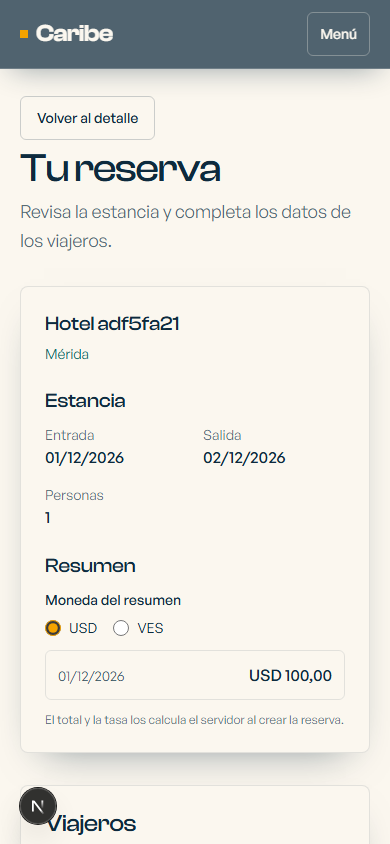 Caribe
Menú
Volver al detalle
Tu reserva
Revisa la estancia y completa los datos de
los viajeros.
Hotel adf5fa21
Mérida
Estancia
Entrada
Salida
01/12/2026
02/12/2026
Personas
1
Resumen
Moneda del resumen
USD
VES
01/12/2026
USD 100,00
El total y la tasa los calcula el servidor al crear la reserva.
N
Viajeros